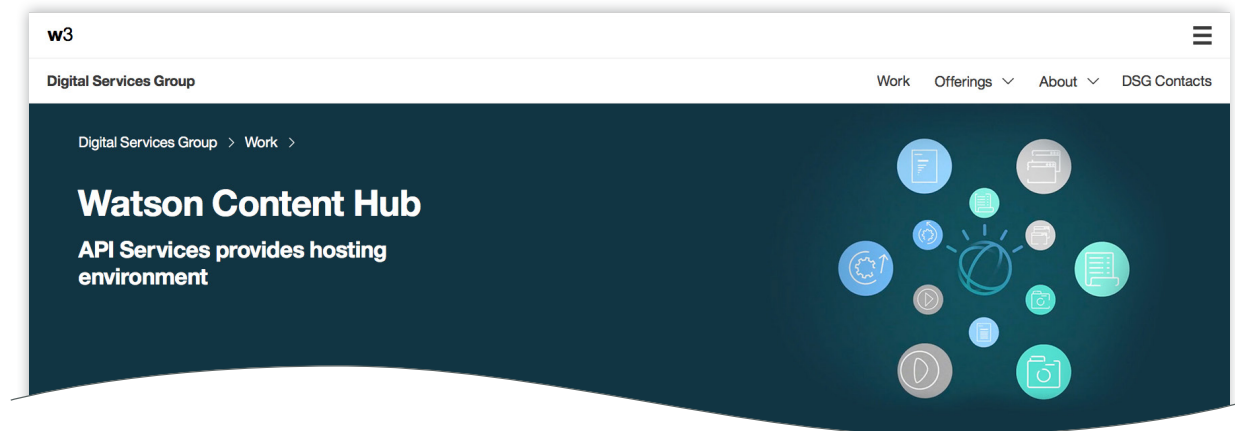 w3
Digital Services Group
Work Offerings About DSG Contacts
Digital Services Group > Work >
Watson Content Hub
API Services provides hosting
environment